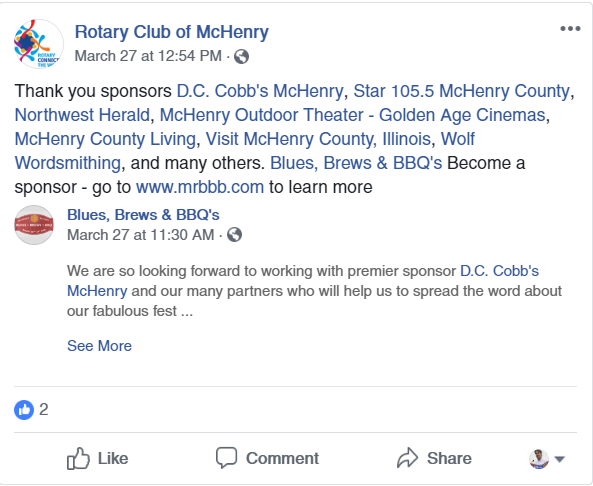 Rotary Club of McHenry
March 27 at 12:54 PM ·
ROTARY
CONNECTS
THE WORLD
Thank you sponsors D.C. Cobb's McHenry, Star 105.5 McHenry County,
Northwest Herald, McHenry Outdoor Theater - Golden Age Cinemas,
McHenry County Living, Visit McHenry County, Illinois, Wolf
Wordsmithing, and many others. Blues, Brews & BBQ's Become a
sponsor - go to www.mrbbb.com to learn more
Blues, Brews & BBQ's
March 27 at 11:30 AM ·
We are so looking forward to working with premier sponsor D.C. Cobb's
McHenry and our many partners who will help us to spread the word about
our fabulous fest ...
See More
2
Like
Comment
Share